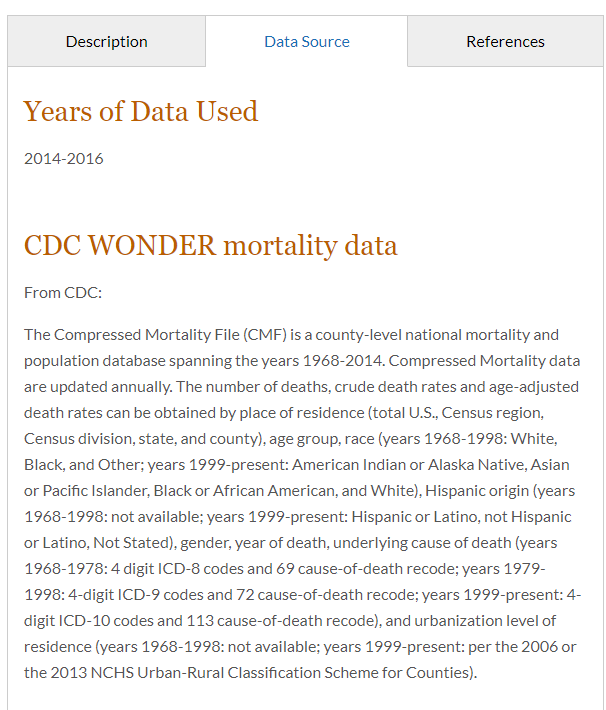 Description
Data Source
References
Years of Data Used
2014-2016
CDC WONDER mortality data
From CDC:
The Compressed Mortality File (CMF) is a county-level national mortality and
population database spanning the years 1968-2014. Compressed Mortality data
are updated annually. The number of deaths, crude death rates and age-adjusted
death rates can be obtained by place of residence (total U.S., Census region,
Census division, state, and county), age group, race (years 1968-1998: White,
Black, and Other; years 1999-present: American Indian or Alaska Native, Asian
or Pacific Islander, Black or African American, and White), Hispanic origin (years
1968-1998: not available; years 1999-present: Hispanic or Latino, not Hispanic
or Latino, Not Stated), gender, year of death, underlying cause of death (years
1968-1978: 4 digit ICD-8 codes and 69 cause-of-death recode; years 1979-
1998: 4-digit ICD-9 codes and 72 cause-of-death recode; years 1999-present: 4-
digit ICD-10 codes and 113 cause-of-death recode), and urbanization level of
residence (years 1968-1998: not available; years 1999-present: per the 2006 or
the 2013 NCHS Urban-Rural Classification Scheme for Counties).